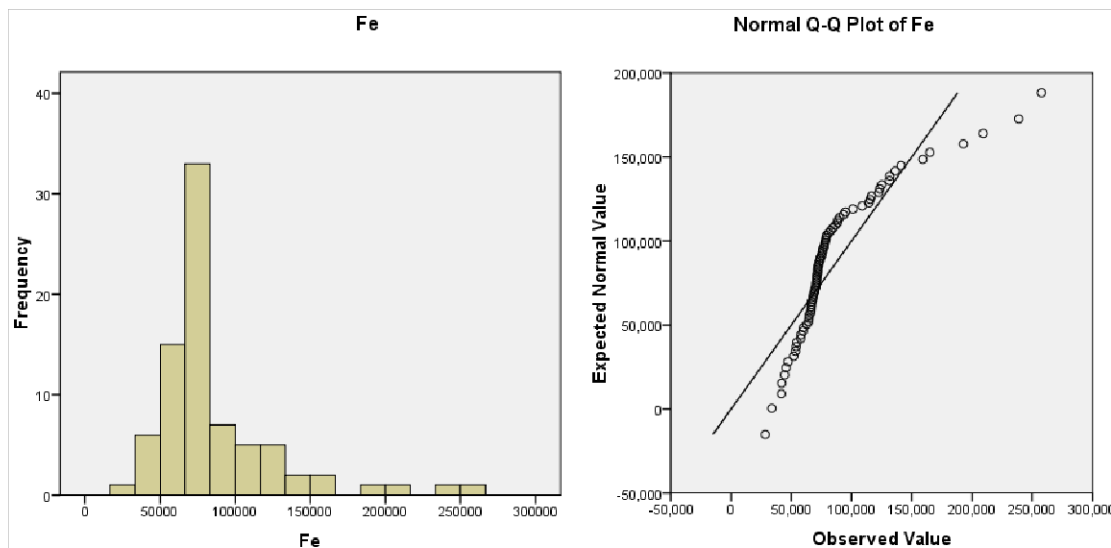 Fe
Frequency
40
30
20
10
0
0 50000 100000 150000 200000 250000 300000
Fe
Normal Q-Q Plot of Fe
Expected Normal Value
200,000
150,000
100,000
50,000
0
-50,000
-50,000 0 50,000 100,000 150,000 200,000 250,000 300,000
Observed Value